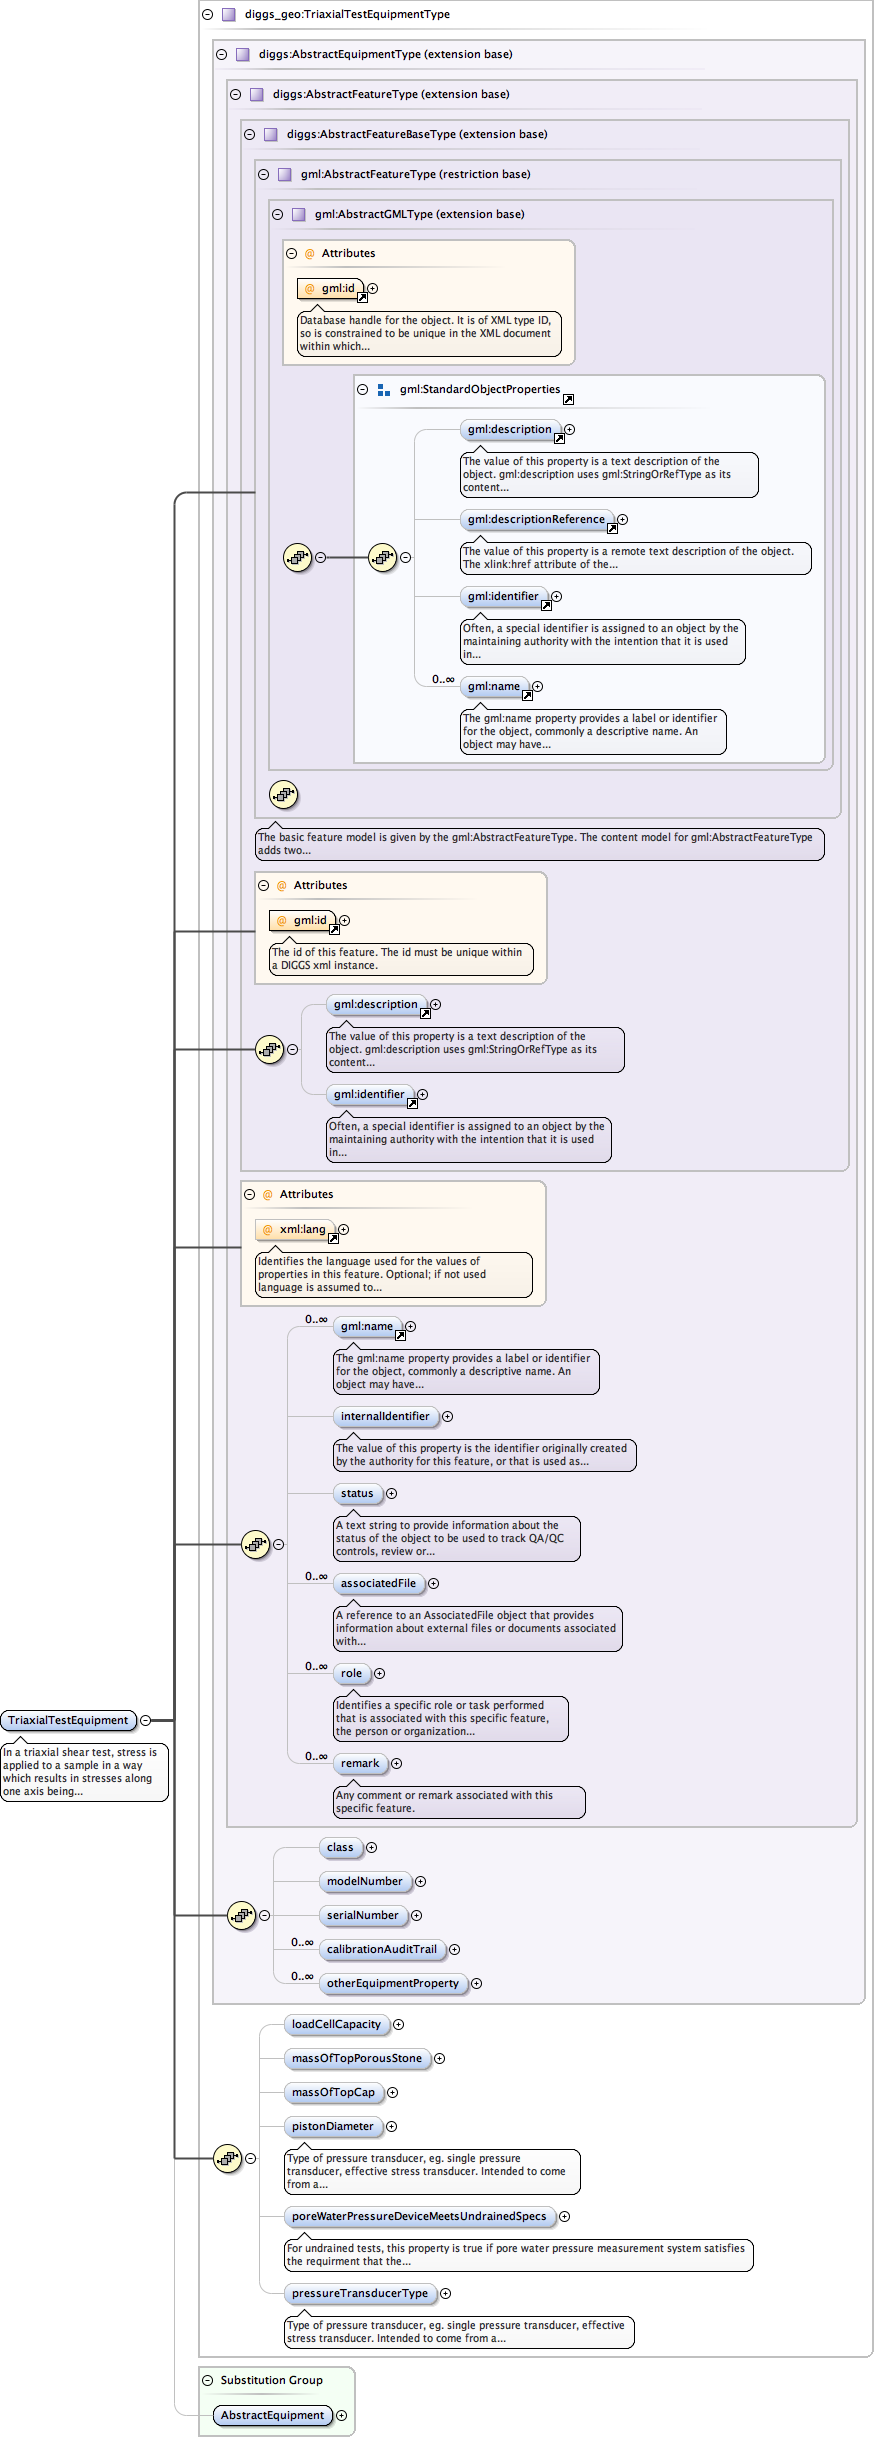 diggs_geo:TriaxialTestEquipmentType
diggs:AbstractEquipmentType (extension base)
diggs:AbstractFeatureType (extension base)
diggs:AbstractFeatureBaseType (extension base)
gml:AbstractFeatureType (restriction base)
gml:AbstractGMLType (extension base)
@ Attributes
@ gml:id
Database handle for the object. It is of XML type ID,
so is constrained to be unique in the XML document
within which...
gml:StandardObjectProperties
gml:description
The value of this property is a text description of the
object. gml:description uses gml:StringOrRefType as its
content...
gml:descriptionReference
The value of this property is a remote text description of the object.
The xlink:href attribute of the...
gml:identifier
Often, a special identifier is assigned to an object by the
maintaining authority with the intention that it is used
in...
0..∞
gml:name
The gml:name property provides a label or identifier
for the object, commonly a descriptive name. An
object may have...
The basic feature model is given by the gml:AbstractFeatureType. The content model for gml:AbstractFeatureType
adds two...
@ Attributes
@ gml:id
The id of this feature. The id must be unique within
a DIGGS xml instance.
gml:description
The value of this property is a text description of the
object. gml:description uses gml:StringOrRefType as its
content...
gml:identifier
Often, a special identifier is assigned to an object by the
maintaining authority with the intention that it is used
in...
@ Attributes
@ xml:lang
Identifies the language used for the values of
properties in this feature. Optional; if not used
language is assumed to...
0..∞
gml:name
The gml:name property provides a label or identifier
for the object, commonly a descriptive name. An
object may have...
internalIdentifier
The value of this property is the identifier originally created
by the authority for this feature, or that is used as...
status
A text string to provide information about the
status of the object to be used to track QA/QC
controls, review or...
0..∞
associatedFile
A reference to an AssociatedFile object that provides
information about external files or documents associated
with...
0..∞
role
Identifies a specific role or task performed
that is associated with this specific feature,
the person or organization...
TriaxialTestEquipment
In a triaxial shear test, stress is
applied to a sample in a way
which results in stresses along
one axis being...
0..∞
remark
Any comment or remark associated with this
specific feature.
class
modelNumber
serialNumber
0..∞
calibrationAuditTrail
0..∞
otherEquipmentProperty
loadCellCapacity
massOfTopPorousStone
massOfTopCap
pistonDiameter
Type of pressure transducer, eg. single pressure
transducer, effective stress transducer. Intended to come
from a...
poreWaterPressureDeviceMeetsUndrainedSpecs
For undrained tests, this property is true if pore water pressure measurement system satisfies
the requirment that the...
pressureTransducerType
Type of pressure transducer, eg. single pressure transducer, effective
stress transducer. Intended to come from a...
Substitution Group
AbstractEquipment